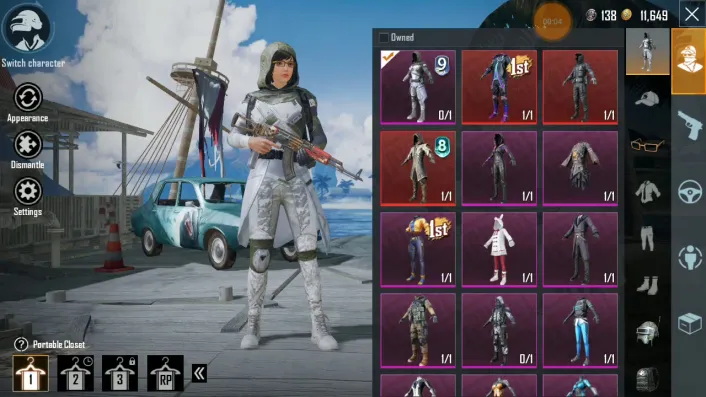 Switch character
Appearance
Dismantle
Settings
Portable Closet
1
2
3
RP
08:04
138
11,649
Owned
9
0/1
1st
1/1
1/1
8
1/1
1/1
1/1
1st
1/1
1/1
1/1
1/1
0/1
1/1